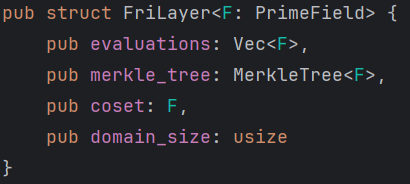 pub struct FriLayer<F: PrimeField> {
    pub evaluations: Vec<F>,
    pub merkle_tree: MerkleTree<F>,
    pub coset: F,
    pub domain_size: usize
}